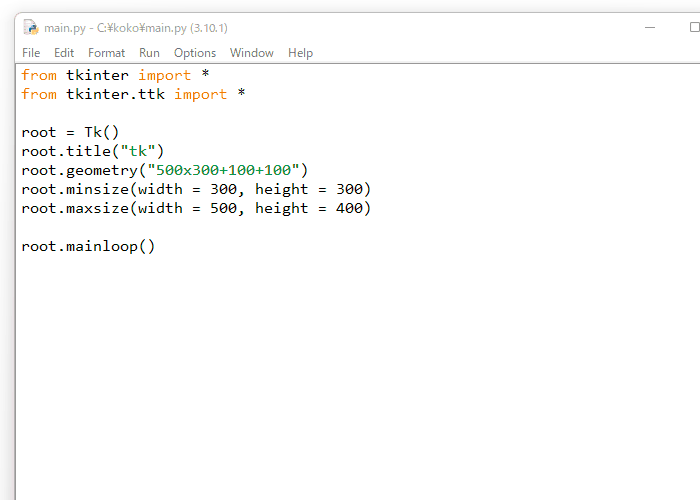 main.py - C:¥koko¥main.py (3.10.1)
File Edit Format Run Options Window Help
from tkinter import *
from tkinter.ttk import *
root = Tk()
root.title("tk")
root.geometry("500x300+100+100")
root.minsize(width = 300, height = 300)
root.maxsize(width = 500, height = 400)
root.mainloop()